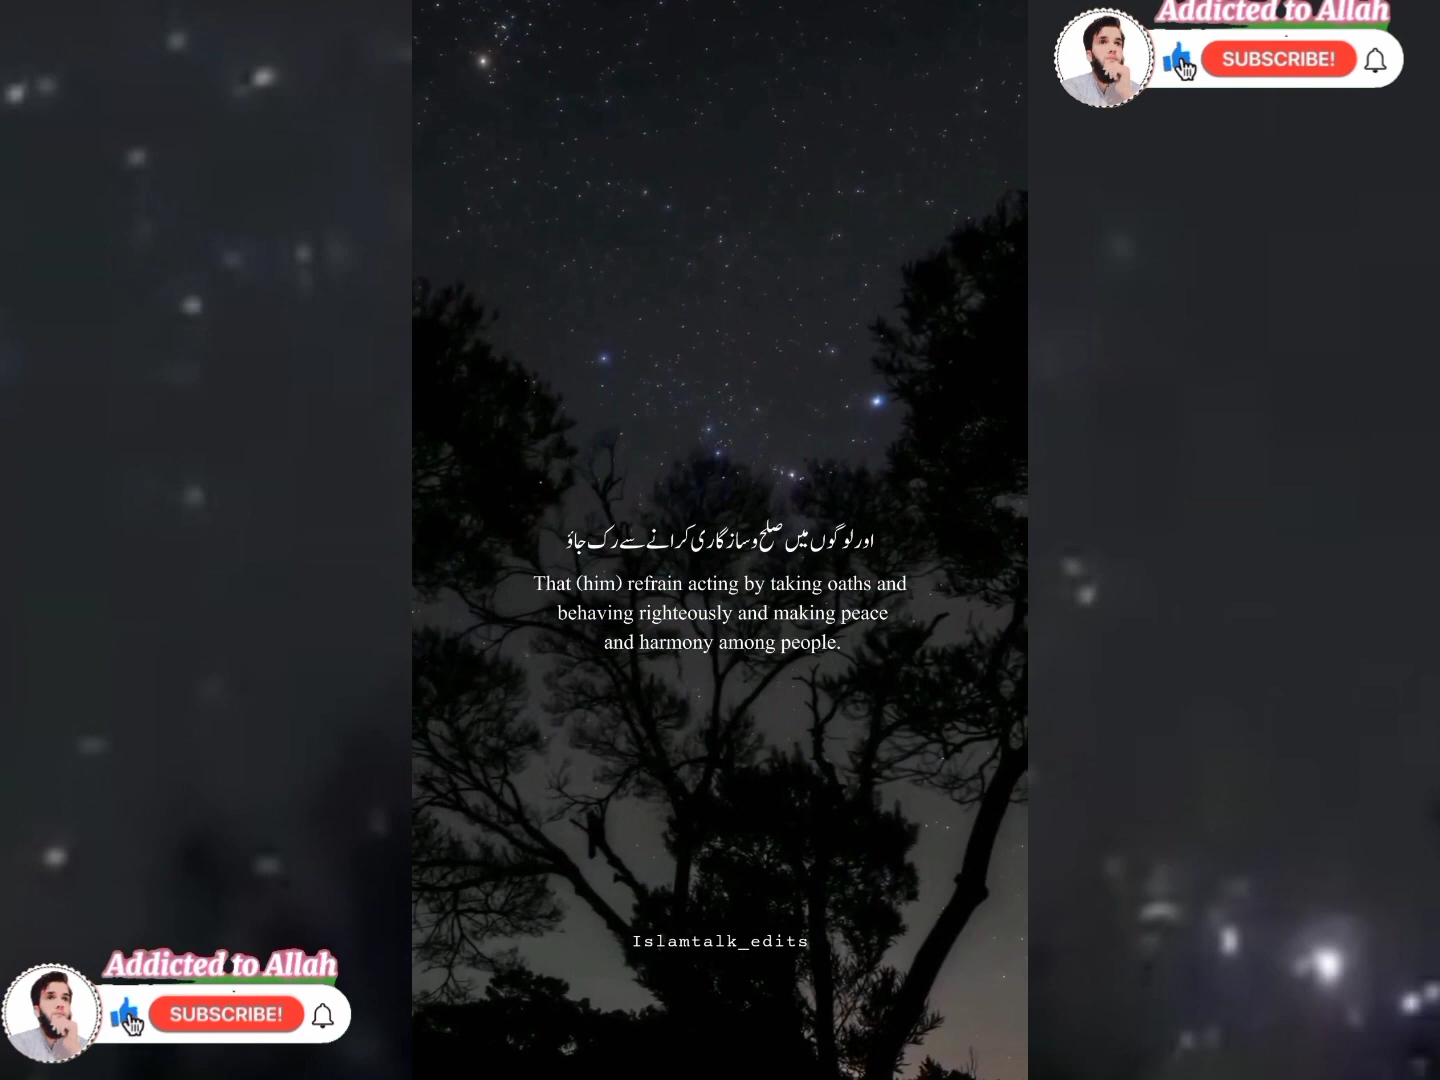 Addicted to Allah
SUBSCRIBE!
اور لوگوں میں صلح و سازگاری کرانے سے رک جاؤ
That (him) refrain acting by taking oaths and
behaving righteously and making peace
and harmony among people.
Islamtalk_edits
Addicted to Allah
SUBSCRIBE!